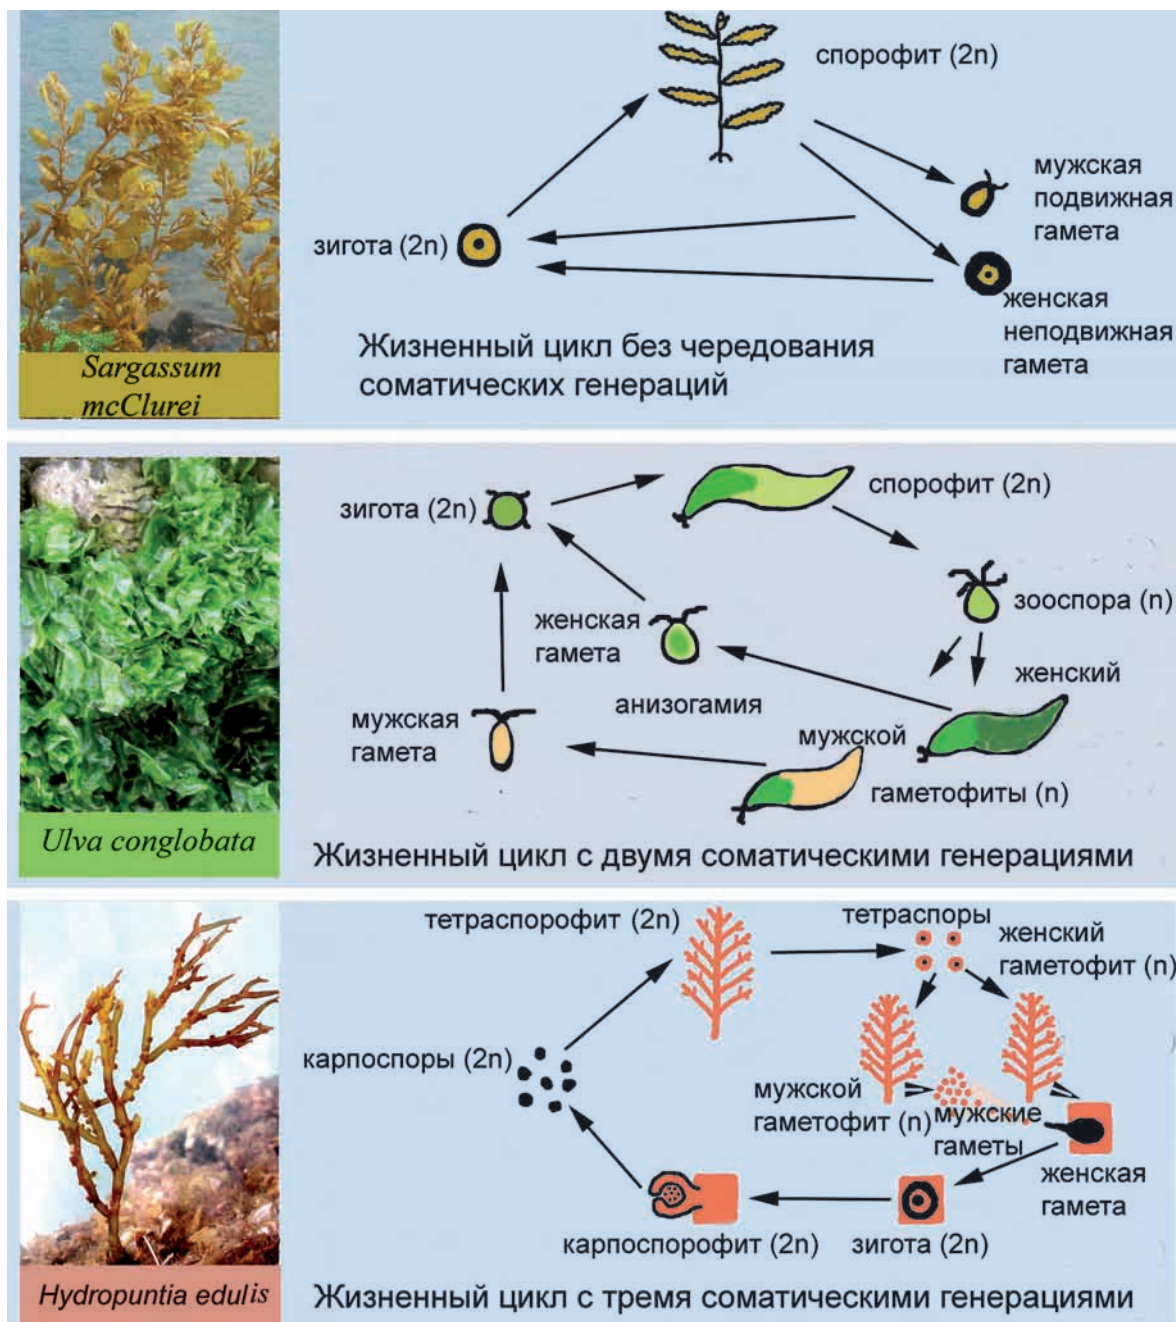 спорофит (2n)
мужская
подвижная
гамета
зигота (2n)
женская
неподвижная
гамета
Жизненный цикл без чередования
соматических генераций
Sargassum
mcClurei
зигота (2n)
спорофит (2n)
зооспора (n)
женская
гамета
женский
анизогамия
мужская
гамета
мужской
гаметофиты (n)
Ulva conglobata
Жизненный цикл с двумя соматическими генерациями
тетраспорофит (2n)
тетраспоры
женский
гаметофит (n)
карпоспоры (2n)
мужской
гаметофит (n)
мужские
гаметы
женская
гамета
карпоспорофит (2n)
зигота (2n)
Hydropuntia edulis
Жизненный цикл с тремя соматическими генерациями